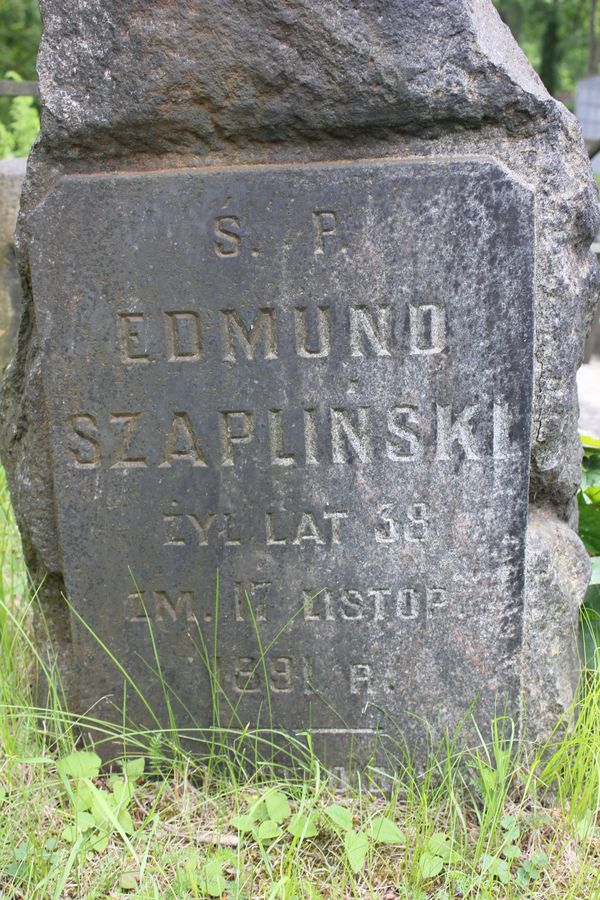 Ś. P.
EDMUND
SZAPLIŃSKI
ŻYŁ LAT 38
ZM. 17 LISTOP.
1891 R.